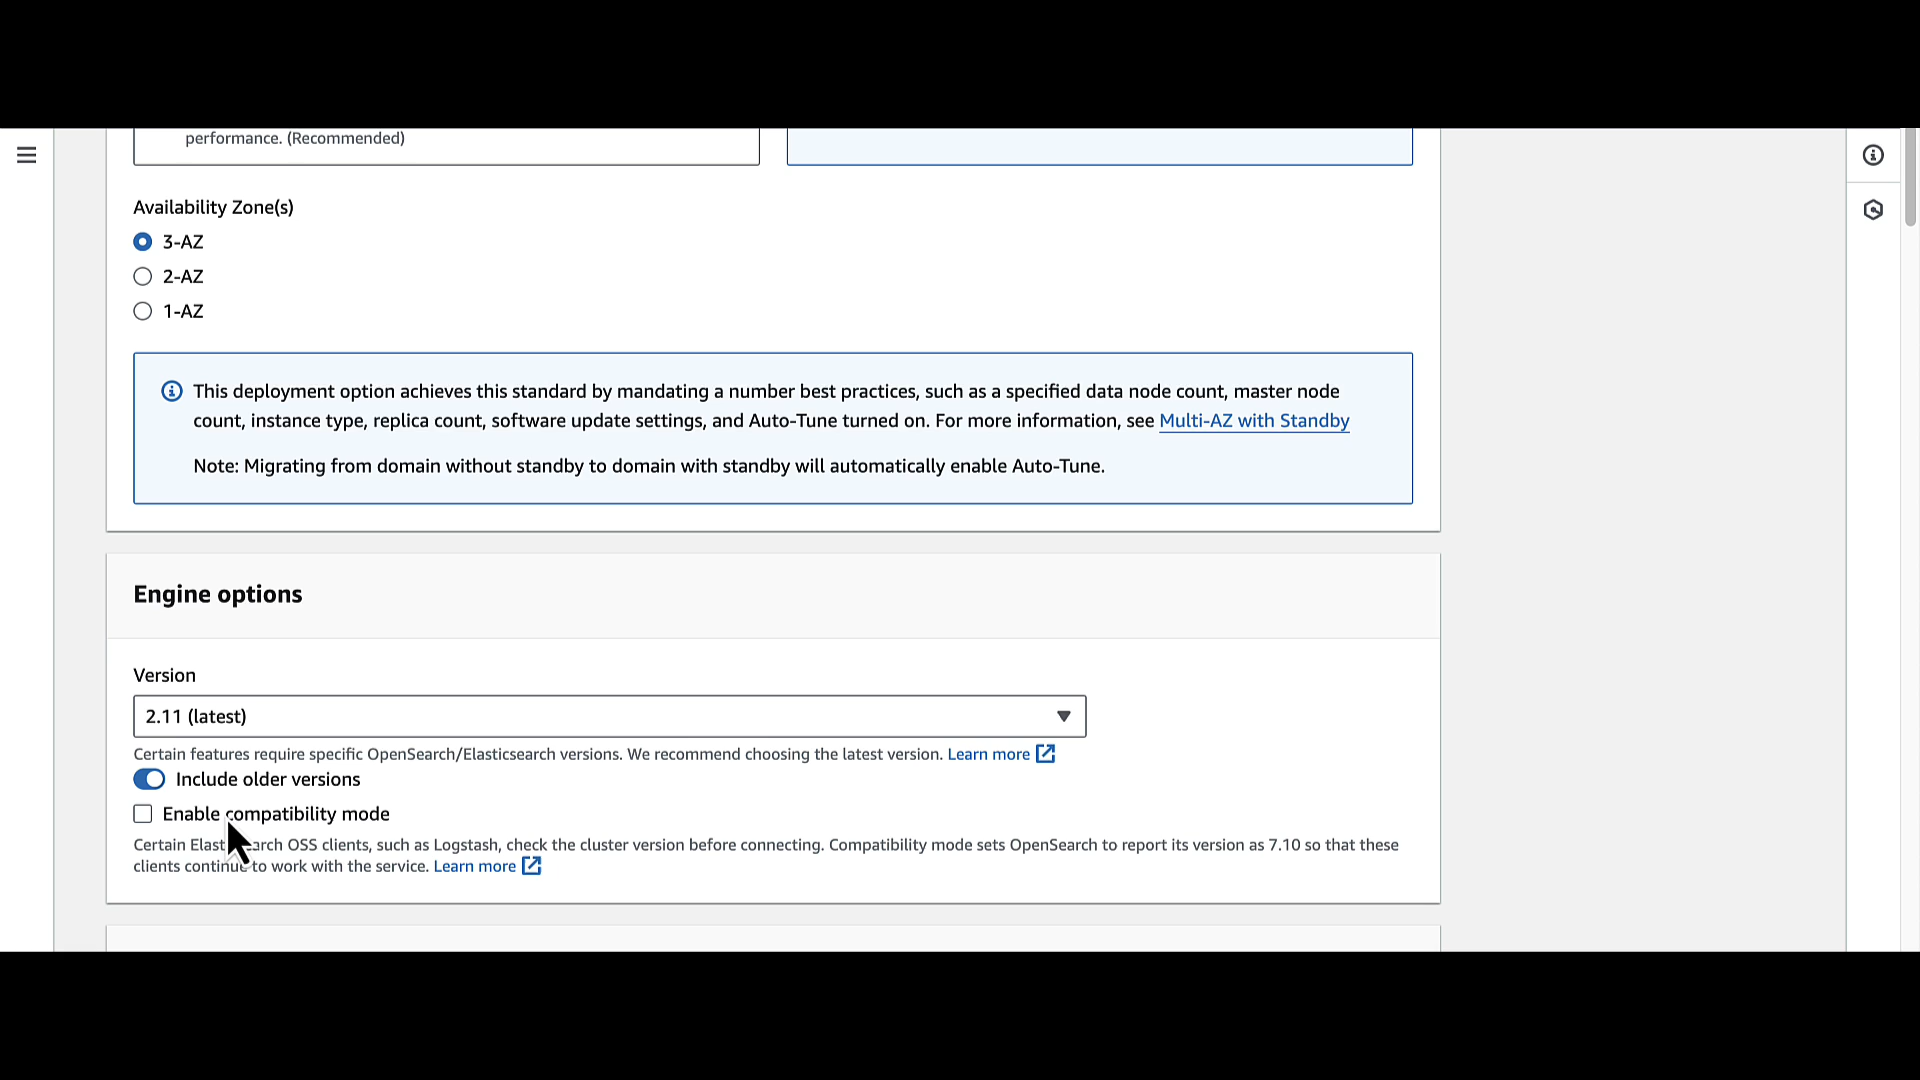 performance. (Recommended)
Availability Zone(s)
3-AZ
2-AZ
1-AZ
This deployment option achieves this standard by mandating a number best practices, such as a specified data node count, master node
count, instance type, replica count, software update settings, and Auto-Tune turned on. For more information, see Multi-AZ with Standby
Note: Migrating from domain without standby to domain with standby will automatically enable Auto-Tune.
Engine options
Version
2.11 (latest)
Certain features require specific OpenSearch/Elasticsearch versions. We recommend choosing the latest version. Learn more
Include older versions
Enable compatibility mode
Certain Elasticsearch OSS clients, such as Logstash, check the cluster version before connecting. Compatibility mode sets OpenSearch to report its version as 7.10 so that these
clients continue to work with the service. Learn more